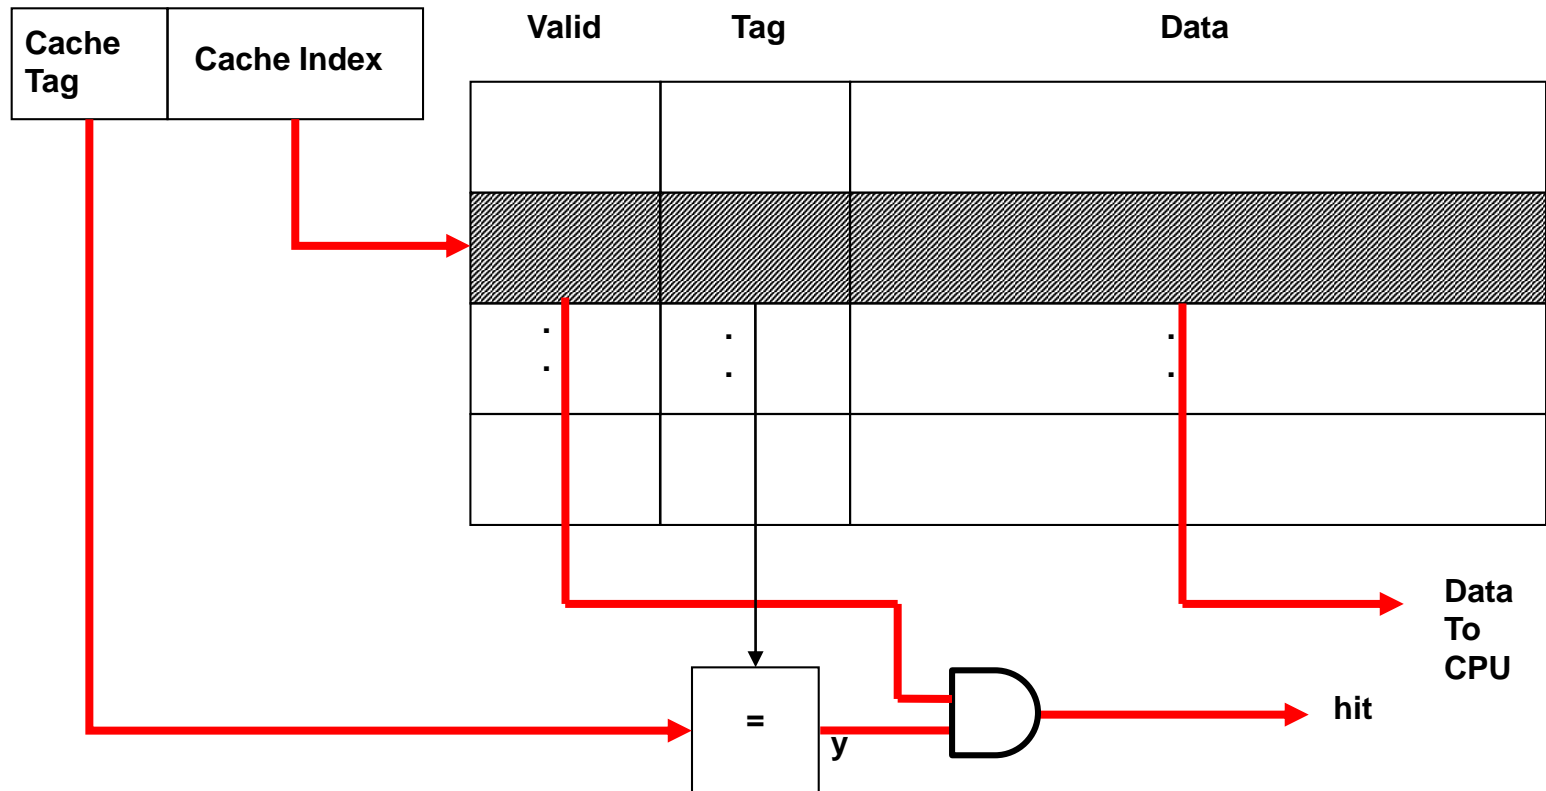 Cache
Tag
Cache Index
Valid
Tag
Data
.
.
.
.
.
.
Data
To
CPU
=
y
hit